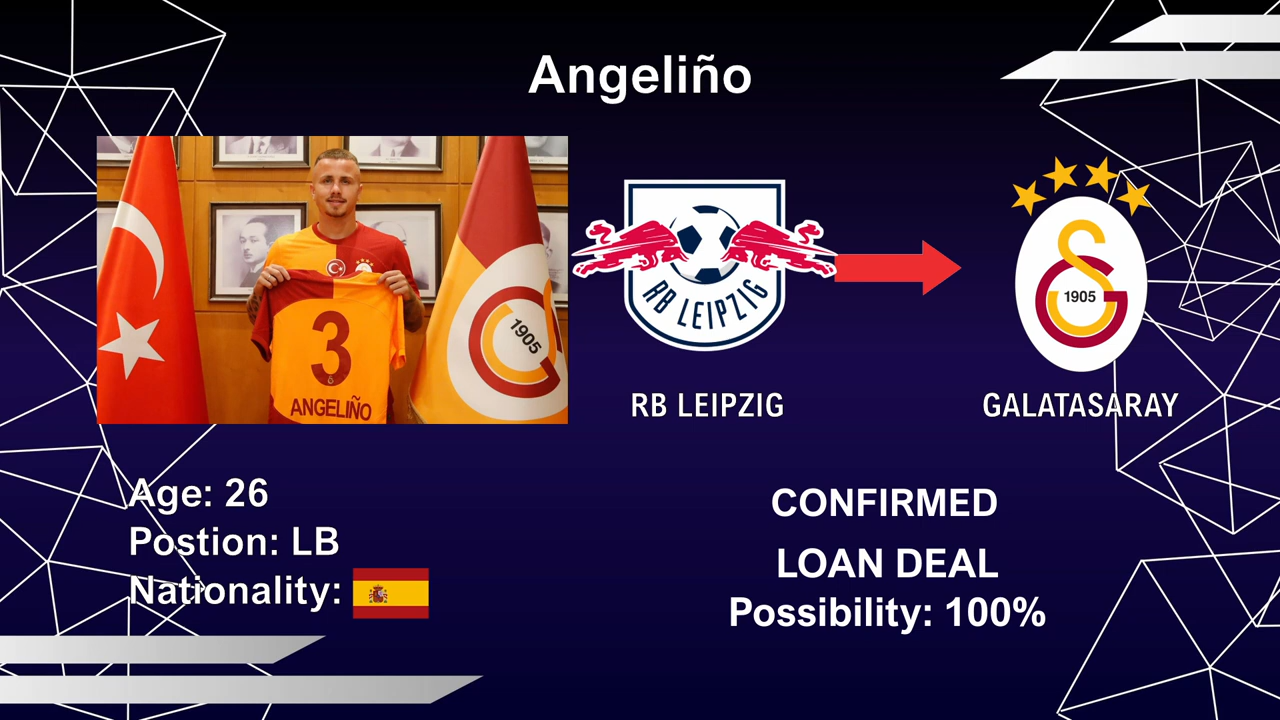 Angeliño
3
ANGELIÑO
1905
RB LEIPZIG
1905
RB LEIPZIG
GALATASARAY
Age: 26
Postion: LB
Nationality:
CONFIRMED
LOAN DEAL
Possibility: 100%